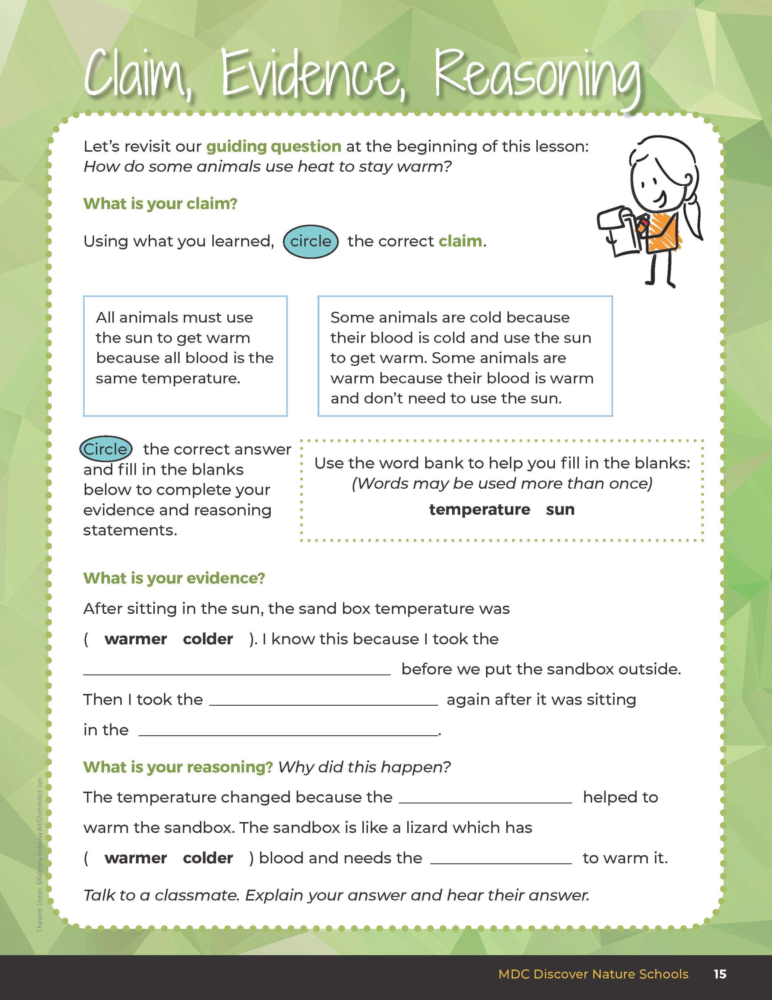 Claim, Evidence, Reasoning
Let's revisit our guiding question at the beginning of this lesson:
How do some animals use heat to stay warm?
What is your claim?
Using what you learned, circle the correct claim.
All animals must use
the sun to get warm
because all blood is the
same temperature.
Some animals are cold because
their blood is cold and use the sun
to get warm. Some animals are
warm because their blood is warm
and don't need to use the sun.
Circle the correct answer
and fill in the blanks
below to complete your
evidence and reasoning
statements.
Use the word bank to help you fill in the blanks:
(Words may be used more than once)
temperature sun
What is your evidence?
After sitting in the sun, the sand box temperature was
( warmer colder ). I know this because I took the
____ before we put the sandbox outside.
Then I took the ____ again after it was sitting
in the ____.
What is your reasoning? Why did this happen?
The temperature changed because the ____ helped to
warm the sandbox. The sandbox is like a lizard which has
( warmer colder ) blood and needs the ____ to warm it.
Talk to a classmate. Explain your answer and hear their answer.
Character Lineart: ©Kateryna Fedorova Art/Shutterstock.com
MDC Discover Nature Schools 15